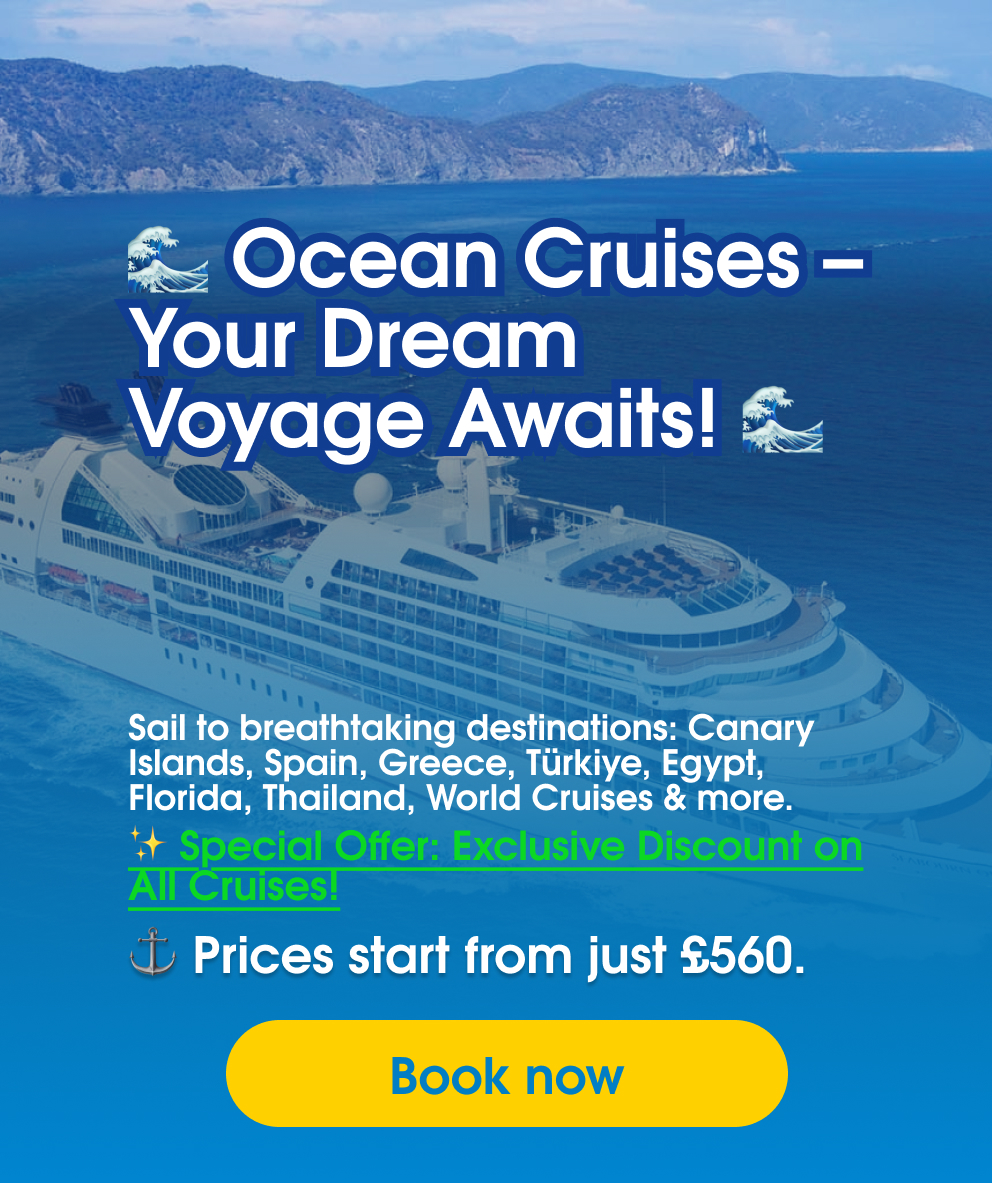 🌊 Ocean Cruises –
Your Dream
Voyage Awaits! 🌊
Sail to breathtaking destinations: Canary
Islands, Spain, Greece, Türkiye, Egypt,
Florida, Thailand, World Cruises & more.
✨ Special Offer: Exclusive Discount on
All Cruises!
⚓ Prices start from just £560.
Book now